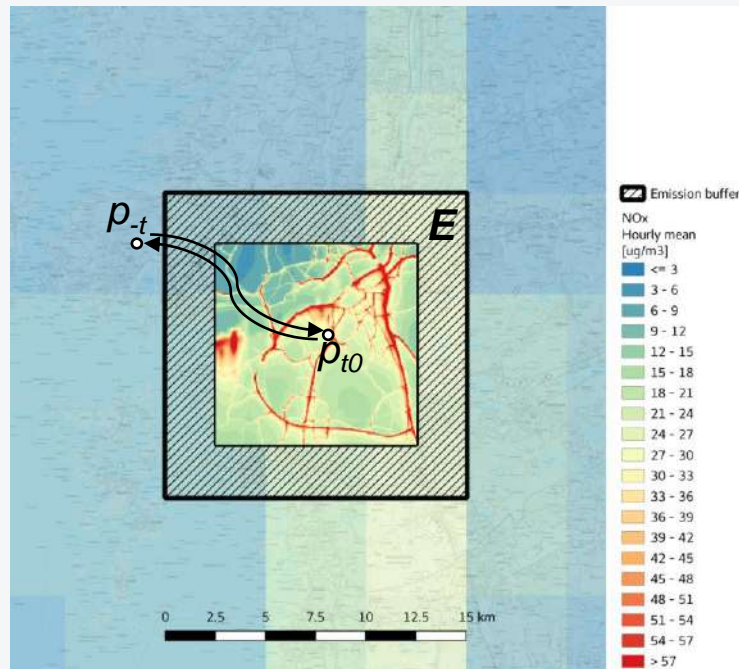 p-t
E
pt0
0 2.5 5 7.5 10 12.5 15 km
Emission buffer
NOx
Hourly mean
[ug/m3]
<= 3
3 - 6
6 - 9
9 - 12
12 - 15
15 - 18
18 - 21
21 - 24
24 - 27
27 - 30
30 - 33
33 - 36
36 - 39
39 - 42
42 - 45
45 - 48
48 - 51
51 - 54
54 - 57
> 57